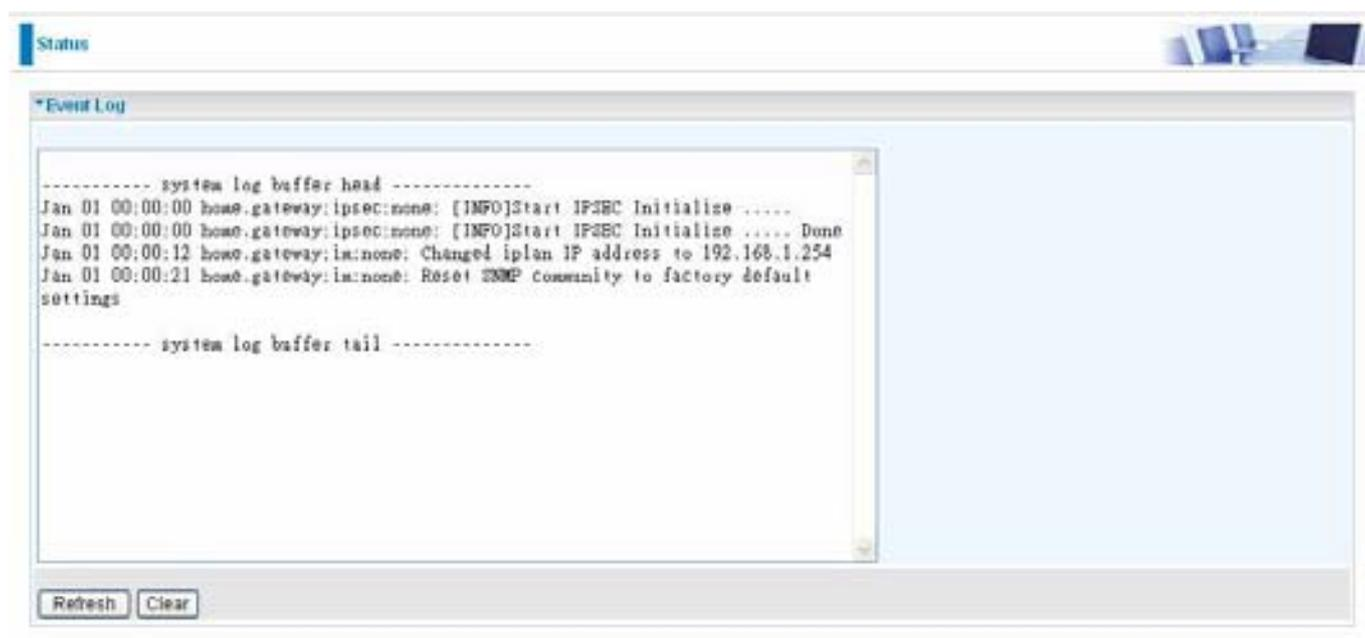 Status
Event Log
----------- system log buffer head --------------
Jan 01 00:00:00 home.gateway:ipsec:none: [INFO]Start IPSEC Initialise .....
Jan 01 00:00:00 home.gateway:ipsec:none: [INFO]Start IPSEC Initialise ..... Done
Jan 01 00:00:12 home.gateway:im:none: Changed iplan IP address to 192.168.1.254
Jan 01 00:00:21 home.gateway:im:none: Reset SNMP Community to factory default
settings
----------- system log buffer tail --------------
Refresh Clear